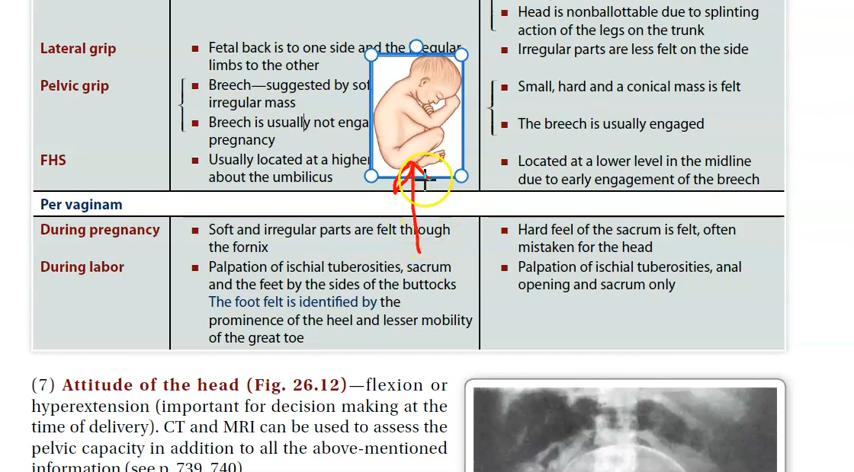 Head is nonballottable due to splinting
action of the legs on the trunk
Lateral grip
Fetal back is to one side and the irregular
limbs to the other
Irregular parts are less felt on the side
Pelvic grip
Breech—suggested by
irregular mass
Breech is usually not
pregnancy
Small, hard and a conical mass is felt
The breech is usually engaged
FHS
Usually located at a
about the umbilicus
Located at a lower level in the midline
due to early engagement of the breech
Per vaginam
During pregnancy
Soft and irregular parts are felt through
the fornix
Hard feel of the sacrum is felt, often
mistaken for the head
During labor
Palpation of ischial tuberosities, sacrum
and the feet by the sides of the buttocks
The foot felt is identified by the
prominence of the heel and lesser mobility
of the great toe
Palpation of ischial tuberosities, anal
opening and sacrum only
(7) Attitude of the head (Fig. 26.12)—flexion or
hyperextension (important for decision making at the
time of delivery). CT and MRI can be used to assess the
pelvic capacity in addition to all the above-mentioned
information (see p. 739, 740).